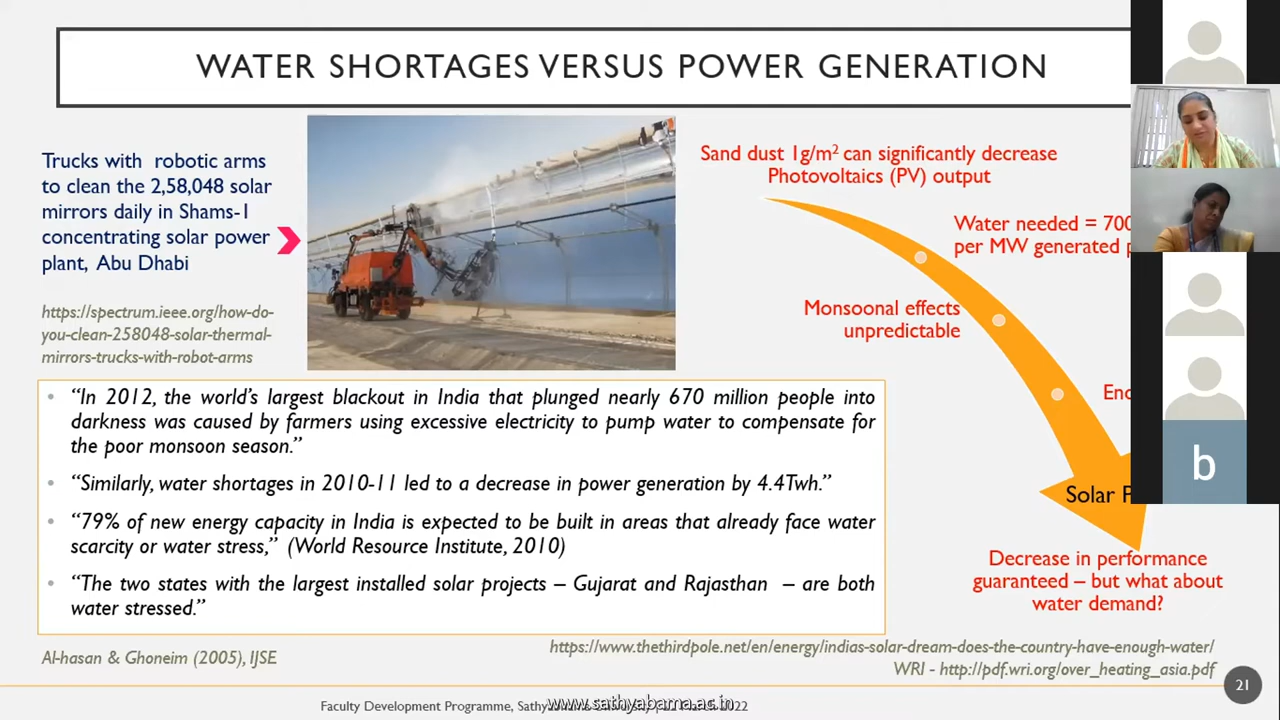 WATER SHORTAGES VERSUS POWER GENERATION
Trucks with robotic arms
to clean the 2,58,048 solar
mirrors daily in Shams-1
concentrating solar power
plant, Abu Dhabi
https://spectrum.ieee.org/how-do-
you-clean-258048-solar-thermal-
mirrors-trucks-with-robot-arms
Sand dust 1g/m² can significantly decrease
Photovoltaics (PV) output
Water needed =
per MW generated
Monsoonal effects
unpredictable
Solar
Decrease in performance
guaranteed – but what about
water demand?
• “In 2012, the world’s largest blackout in India that plunged nearly 670 million people into
darkness was caused by farmers using excessive electricity to pump water to compensate for
the poor monsoon season.”
• “Similarly, water shortages in 2010-11 led to a decrease in power generation by 4.4Twh.”
• “79% of new energy capacity in India is expected to be built in areas that already face water
scarcity or water stress,” (World Resource Institute, 2010)
• “The two states with the largest installed solar projects – Gujarat and Rajasthan – are both
water stressed.”
Al-hasan & Ghoneim (2005), IJSE
https://www.thethirdpole.net/en/energy/indias-solar-dream-does-the-country-have-enough-water/
WRI - http://pdf.wri.org/over_heating_asia.pdf
21
Faculty Development Programme, 2022
www.sathyabama.ac.in
b